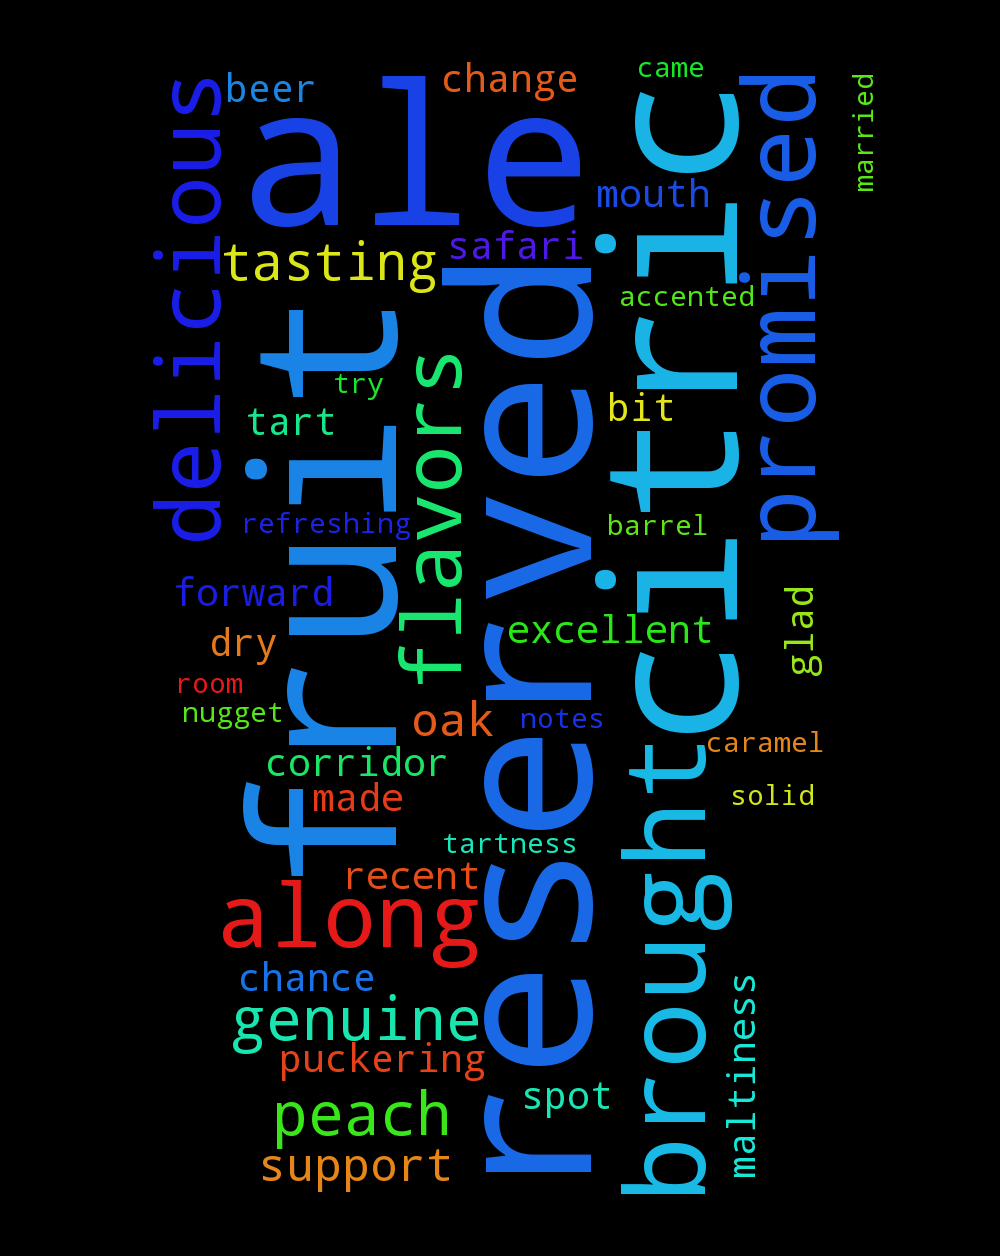 came
change
married
beer
ale
delicious
promised
citric
mouth
safari
tasting
accented
reserved
fruit
try
flavors
bit
tart
refreshing
barrel
forward
glad
excellent
dry
room
nugget
oak
notes
caramel
corridor
brought
made
solid
tartness
recent
along
chance
maltiness
genuine
puckering
spot
peach
support